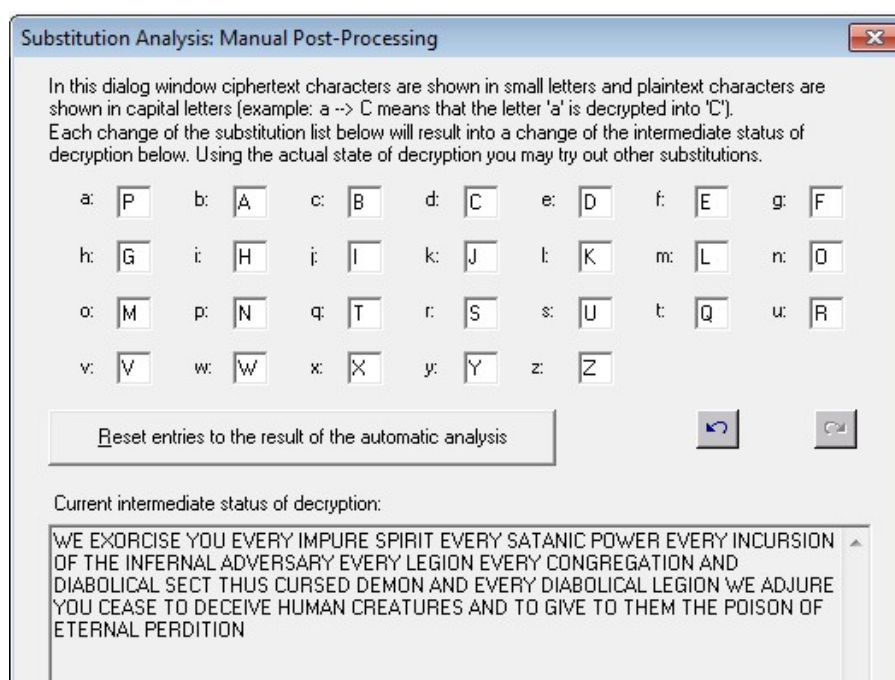 Substitution Analysis: Manual Post-Processing
In this dialog window ciphertext characters are shown in small letters and plaintext characters are
shown in capital letters (example: a --> C means that the letter 'a' is decrypted into 'C').
Each change of the substitution list below will result into a change of the intermediate status of
decryption below. Using the actual state of decryption you may try out other substitutions.
a: P b: A c: B d: C e: D f: E g: F
h: G i: H j: I k: J l: K m: L n: O
o: M p: N q: T r: S s: U t: Q u: R
v: V w: W x: X y: Y z: Z
Reset entries to the result of the automatic analysis
Current intermediate status of decryption:
WE EXORCISE YOU EVERY IMPURE SPIRIT EVERY SATANIC POWER EVERY INCURSION
OF THE INFERNAL ADVERSARY EVERY LEGION EVERY CONGREGATION AND
DIABOLICAL SECT THUS CURSED DEMON AND EVERY DIABOLICAL LEGION WE ADJURE
YOU CEASE TO DECEIVE HUMAN CREATURES AND TO GIVE TO THEM THE POISON OF
ETERNAL PERDITION